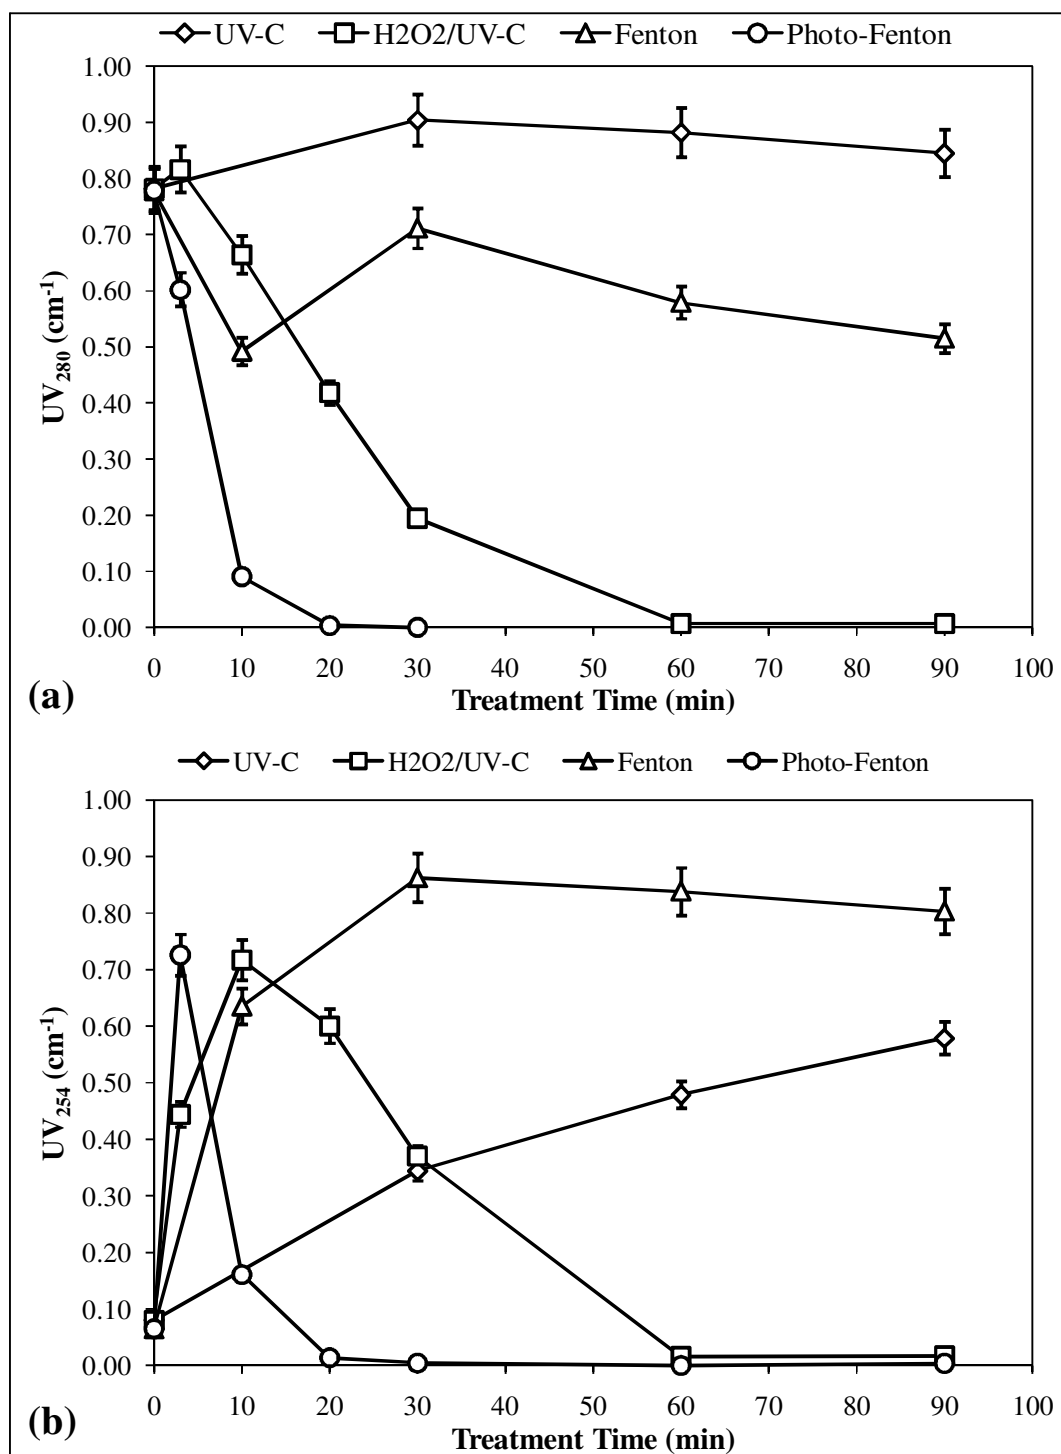 UV-C H2O2/UV-C Fenton Photo-Fenton
1.00
0.90
0.80
0.70
0.60
0.50
0.40
0.30
0.20
0.10
0.00
UV280 (cm-1)
0 10 20 30 40 50 60 70 80 90 100
(a) Treatment Time (min)
UV-C H2O2/UV-C Fenton Photo-Fenton
1.00
0.90
0.80
0.70
0.60
0.50
0.40
0.30
0.20
0.10
0.00
UV254 (cm-1)
0 10 20 30 40 50 60 70 80 90 100
(b) Treatment Time (min)